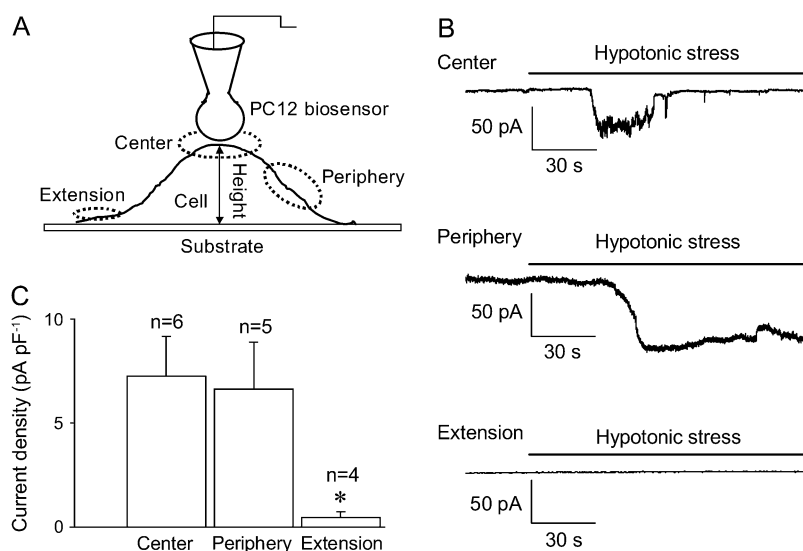 A
PC12 biosensor
Center
Extension
Cell
Height
Periphery
Substrate
B
Center
Hypotonic stress
50 pA
30 s
Periphery
Hypotonic stress
50 pA
30 s
Extension
Hypotonic stress
50 pA
30 s
C
Current density (pA pF⁻¹)
10
5
0
n=6
n=5
n=4
*
Center
Periphery
Extension